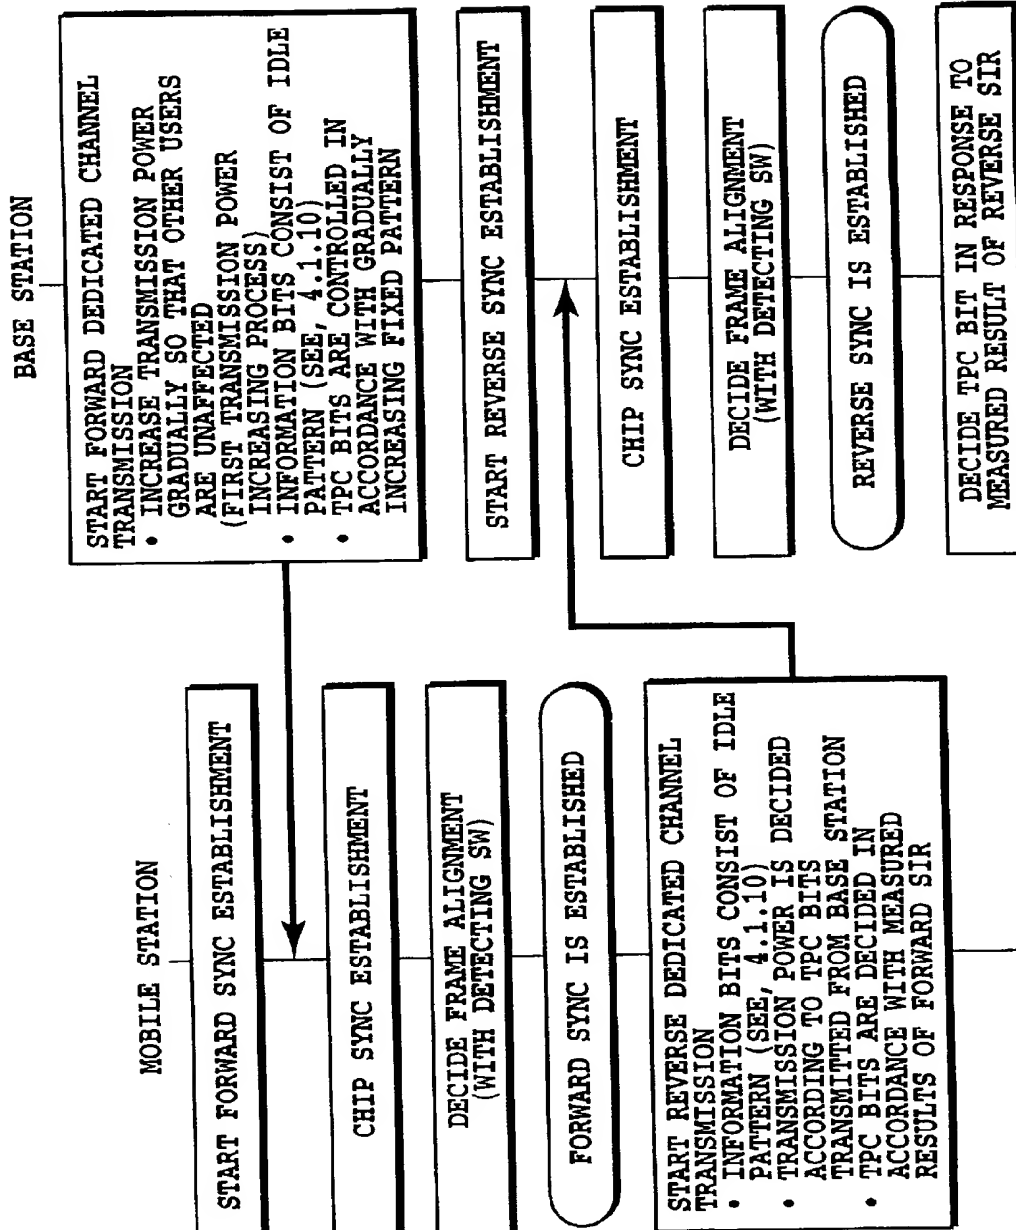 MOBILE STATION
START FORWARD SYNC ESTABLISHMENT
CHIP SYNC ESTABLISHMENT
DECIDE FRAME ALIGNMENT
(WITH DETECTING SW)
FORWARD SYNC IS ESTABLISHED
START REVERSE DEDICATED CHANNEL
TRANSMISSION
• INFORMATION BITS CONSIST OF IDLE
PATTERN (SEE, 4.1.10)
• TRANSMISSION POWER IS DECIDED
ACCORDING TO TPC BITS
TRANSMITTED FROM BASE STATION
• TPC BITS ARE DECIDED IN
ACCORDANCE WITH MEASURED
RESULTS OF FORWARD SIR
BASE STATION
START FORWARD DEDICATED CHANNEL
TRANSMISSION
• INCREASE TRANSMISSION POWER
GRADUALLY SO THAT OTHER USERS
ARE UNAFFECTED
(FIRST TRANSMISSION POWER
INCREASING PROCESS)
• INFORMATION BITS CONSIST OF IDLE
PATTERN (SEE, 4.1.10)
• TPC BITS ARE CONTROLLED IN
ACCORDANCE WITH GRADUALLY
INCREASING FIXED PATTERN
START REVERSE SYNC ESTABLISHMENT
CHIP SYNC ESTABLISHMENT
DECIDE FRAME ALIGNMENT
(WITH DETECTING SW)
REVERSE SYNC IS ESTABLISHED
DECIDE TPC BIT IN RESPONSE TO
MEASURED RESULT OF REVERSE SIR